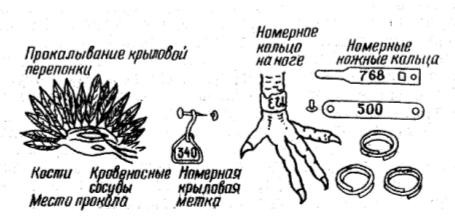 Прокалывание крыловой
перепонки
Номерное
кольцо
на ноге
Номерные
ножные кольца
768
500
340
Кости
Кровеносные
сосуды
Номерная
крыловая
метка
Место прокола